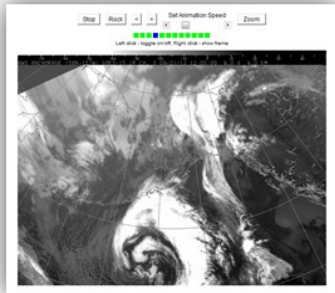 Stop Rock < > Set Animation Speed Zoom
Left click - toggle on/off. Right click - show frame